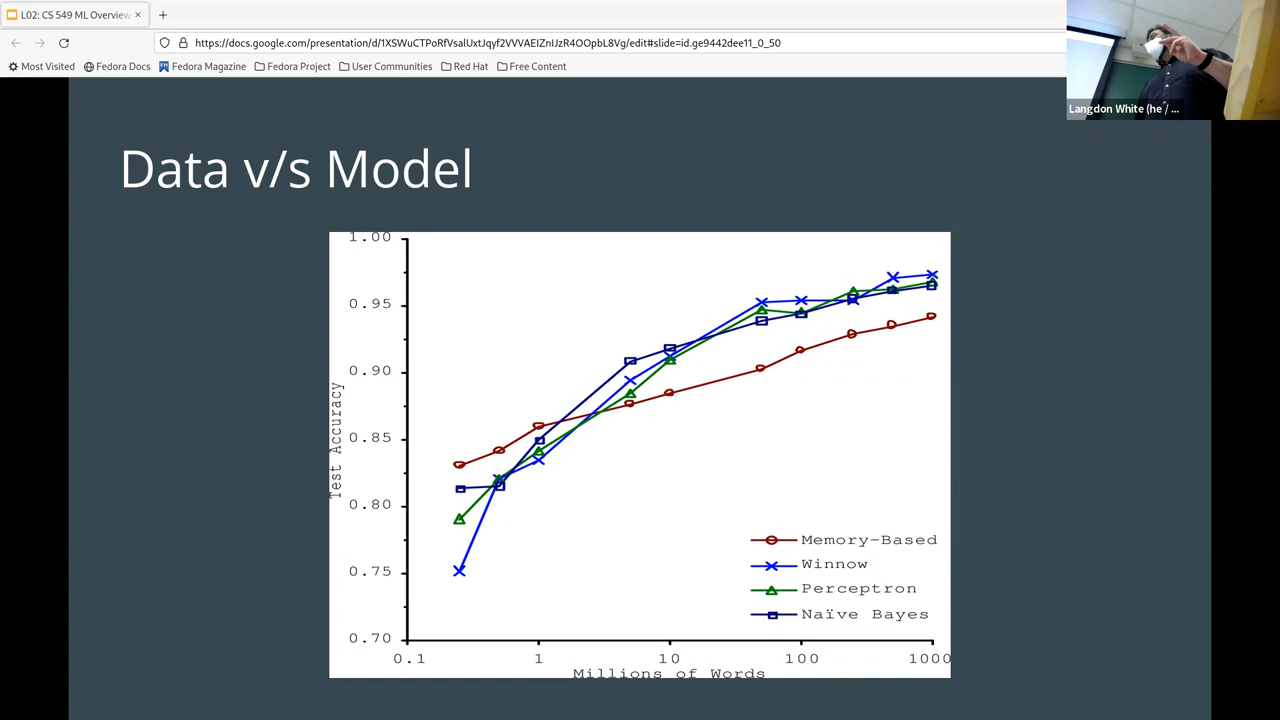 L02: CS 549 ML Overview
https://docs.google.com/presentation/d/1XSWuCTPoRfVsalUxtJqyf2VVVAEIZnIJzR4OOpbL8Vg/edit#slide=id.ge9442dee11_0_50
Most Visited Fedora Docs Fedora Magazine Fedora Project User Communities Red Hat Free Content
Langdon White (he / ...
Data v/s Model
1.00
0.95
0.90
0.85
0.80
0.75
0.70
Test Accuracy
Memory-Based
Winnow
Perceptron
Naïve Bayes
0.1 1 10 100 1000
Millions of Words